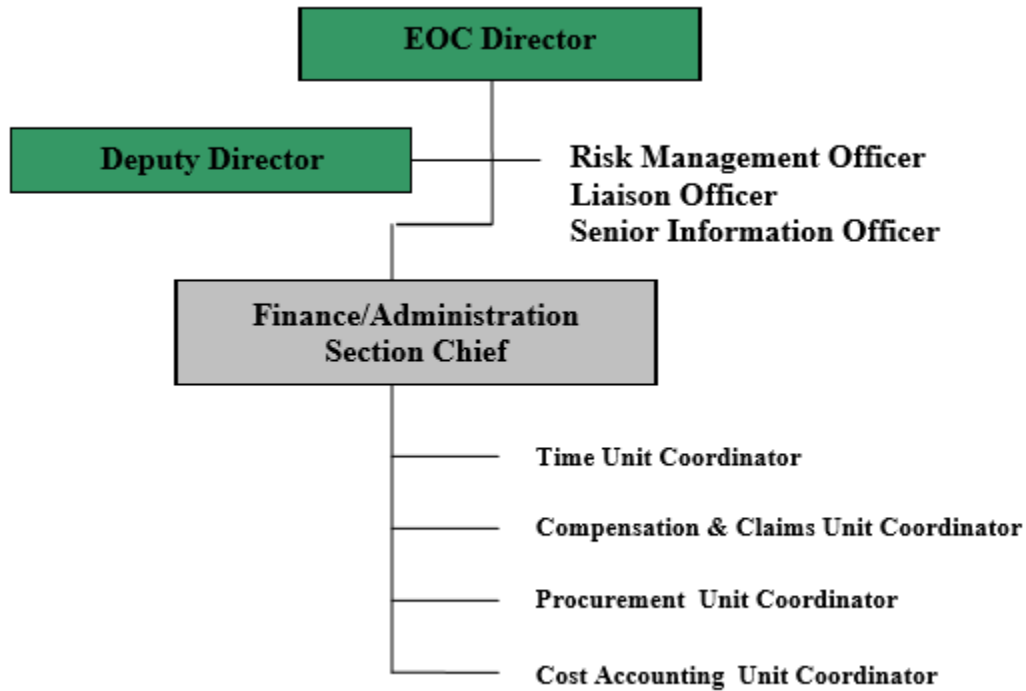 EOC Director
Deputy Director
Risk Management Officer
Liaison Officer
Senior Information Officer
Finance/Administration
Section Chief
Time Unit Coordinator
Compensation & Claims Unit Coordinator
Procurement  Unit Coordinator
Cost Accounting  Unit Coordinator